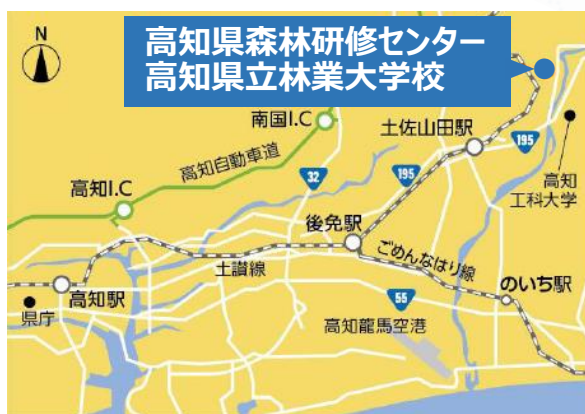 N
高知県森林研修センター
高知県立林業大学校
南国I.C
土佐山田駅
195
高知自動車道
32
195
高知
工科大学
高知I.C
後免駅
ごめんなはり線
土讃線
のいち駅
高知駅
55
県庁
高知龍馬空港